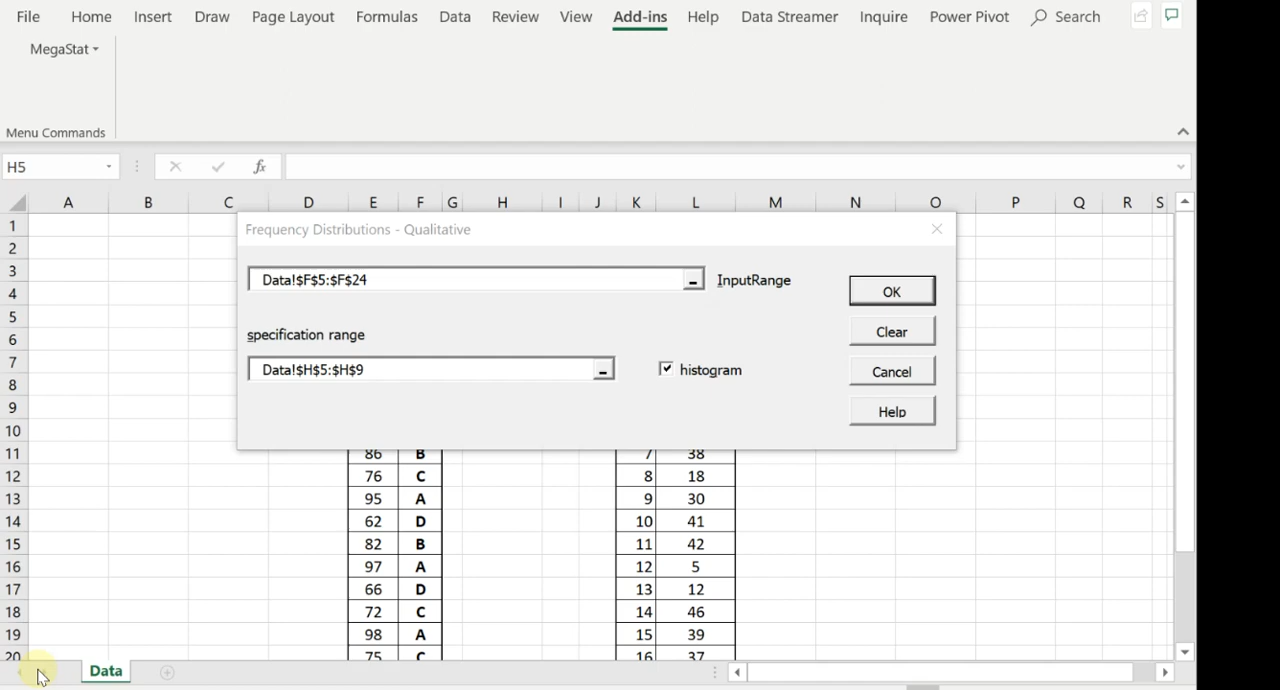 File Home Insert Draw Page Layout Formulas Data Review View Add-ins Help Data Streamer Inquire Power Pivot Search
MegaStat
Menu Commands
H5 fx
A B C D E F G H I J K L M N O P Q R S
1
Frequency Distributions - Qualitative
2
3
Data!$F$5:$F$24 InputRange
4 OK
5
specification range Clear
6
7
Data!$H$5:$H$9 histogram Cancel
8
9 Help
10
11 86 B 7 38
12 76 C 8 18
13 95 A 9 30
14 62 D 10 41
15 82 B 11 42
16 97 A 12 5
17 66 D 13 12
18 72 C 14 46
19 98 A 15 39
20 75 C 16 37
Data